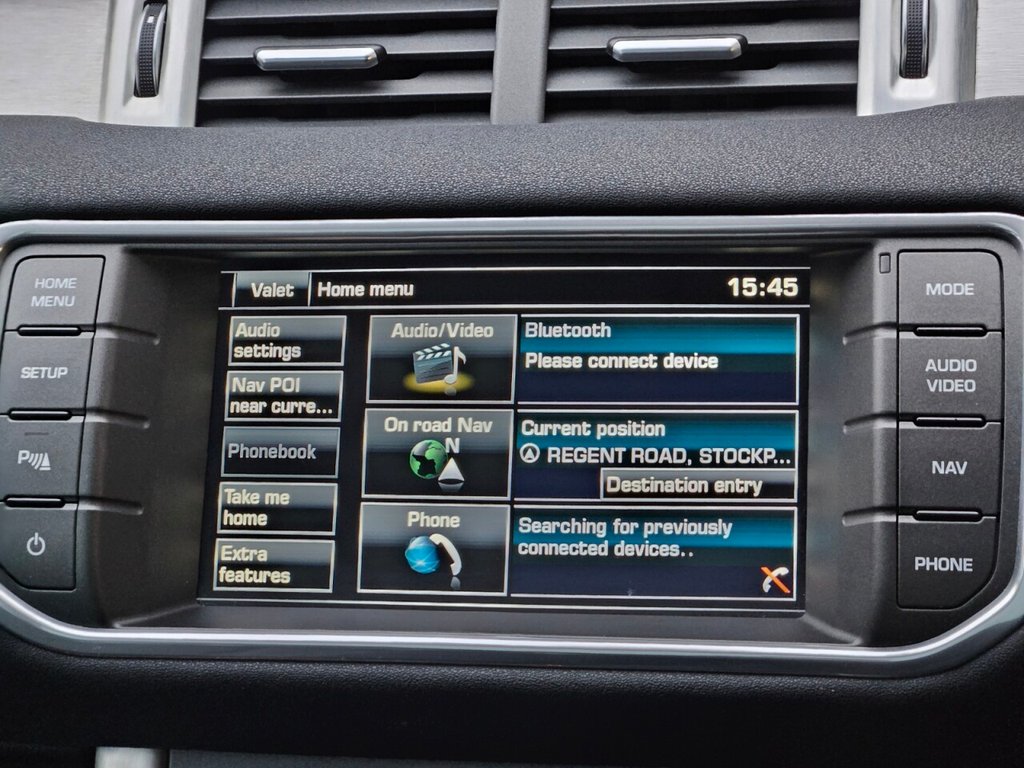 HOME
MENU
SETUP
P
Valet
Home menu
15:45
Audio
settings
Nav POI
near curre...
Phonebook
Take me
home
Extra
features
Audio/Video
On road Nav
N
Phone
Bluetooth
Please connect device
Current position
REGENT ROAD, STOCKP...
Destination entry
Searching for previously
connected devices..
MODE
AUDIO
VIDEO
NAV
PHONE